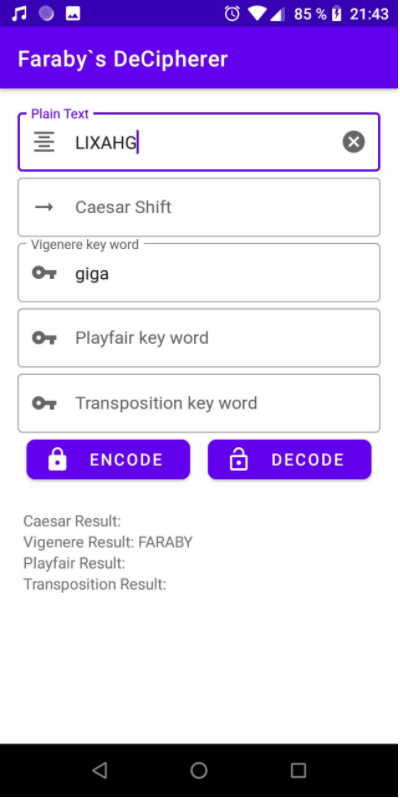 85 % 21:43
Faraby`s DeCipherer
Plain Text
LIXAHG
Caesar Shift
Vigenere key word
giga
Playfair key word
Transposition key word
ENCODE DECODE
Caesar Result:
Vigenere Result: FARABY
Playfair Result:
Transposition Result: